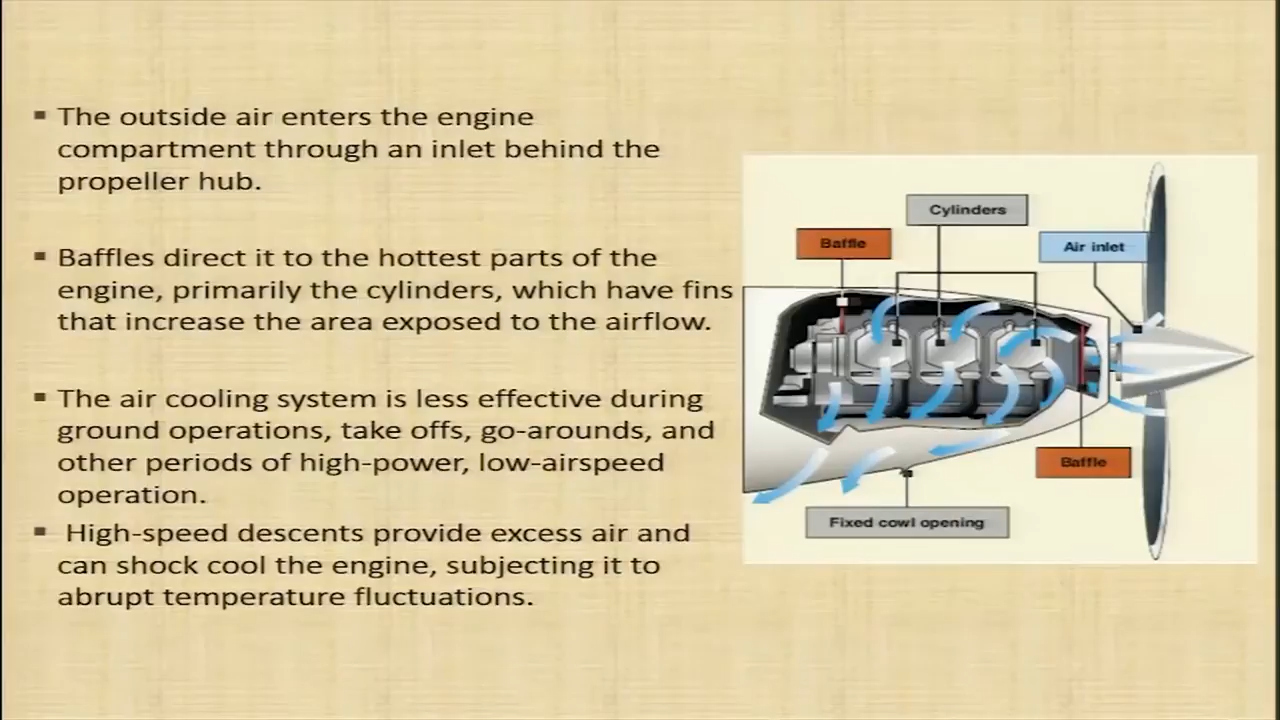 ▪ The outside air enters the engine
compartment through an inlet behind the
propeller hub.
▪ Baffles direct it to the hottest parts of the
engine, primarily the cylinders, which have fins
that increase the area exposed to the airflow.
▪ The air cooling system is less effective during
ground operations, take offs, go-arounds, and
other periods of high-power, low-airspeed
operation.
▪ High-speed descents provide excess air and
can shock cool the engine, subjecting it to
abrupt temperature fluctuations.
Cylinders
Baffle
Air inlet
Baffle
Fixed cowl opening